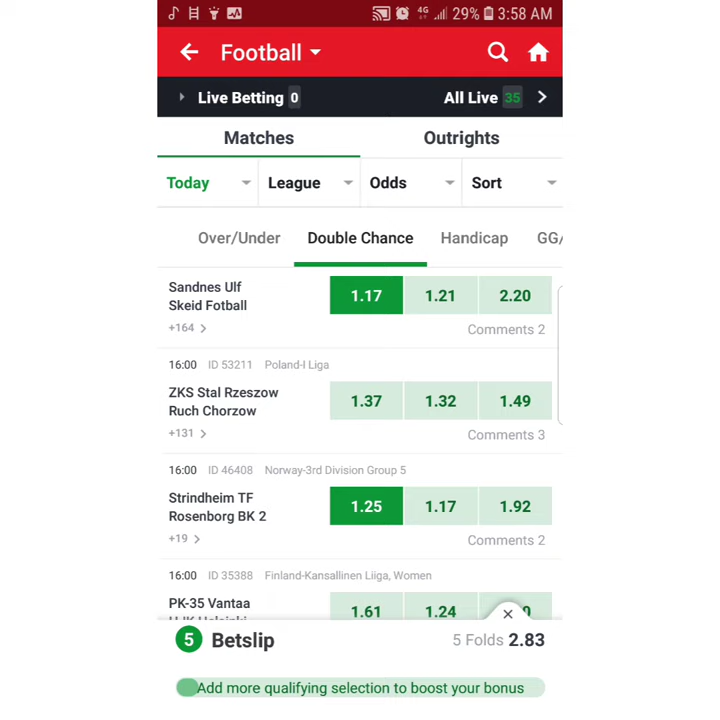 4G 29% 3:58 AM
Football
Live Betting 0 All Live 35
Matches Outrights
Today League Odds Sort
Over/Under Double Chance Handicap GG/
Sandnes Ulf
Skeid Fotball
1.17 1.21 2.20
+164 Comments 2
16:00 ID 53211 Poland-I Liga
ZKS Stal Rzeszow
Ruch Chorzow
1.37 1.32 1.49
+131 Comments 3
16:00 ID 46408 Norway-3rd Division Group 5
Strindheim TF
Rosenborg BK 2
1.25 1.17 1.92
+19 Comments 2
16:00 ID 35388 Finland-Kansallinen Liiga, Women
PK-35 Vantaa
1.61 1.24
5 Betslip 5 Folds 2.83
Add more qualifying selection to boost your bonus